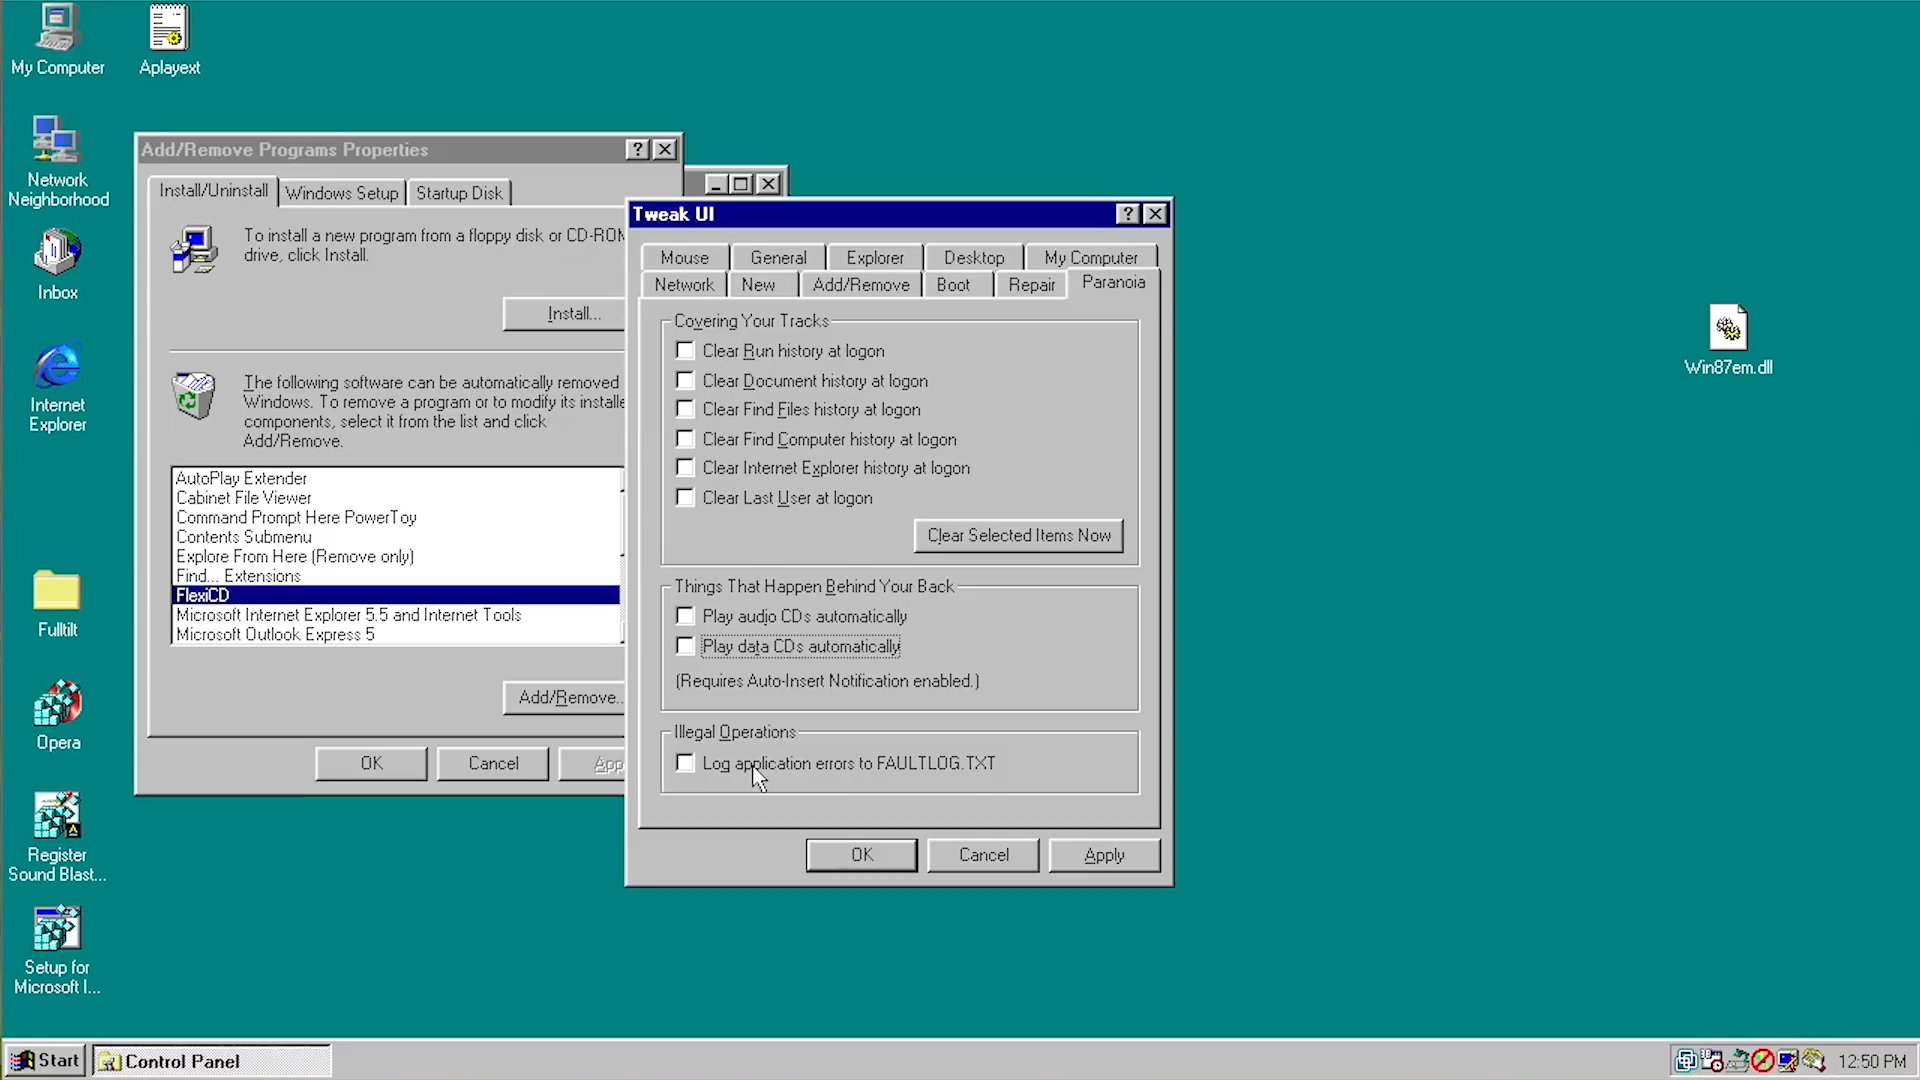 My Computer
Aplayext
Network
Neighborhood
Inbox
Internet
Explorer
Fulltilt
Opera
Register
Sound Blast...
Setup for
Microsoft I...
Win87em.dll
Add/Remove Programs Properties
Install/Uninstall
Windows Setup
Startup Disk
To install a new program from a floppy disk or CD-ROM
drive, click Install.
Install...
The following software can be automatically removed
Windows. To remove a program or to modify its installe
components, select it from the list and click
Add/Remove.
AutoPlay Extender
Cabinet File Viewer
Command Prompt Here PowerToy
Contents Submenu
Explore From Here (Remove only)
Find... Extensions
FlexiCD
Microsoft Internet Explorer 5.5 and Internet Tools
Microsoft Outlook Express 5
Add/Remove..
OK
Cancel
App
Tweak UI
Mouse
General
Explorer
Desktop
My Computer
Network
New
Add/Remove
Boot
Repair
Paranoia
Covering Your Tracks
Clear Run history at logon
Clear Document history at logon
Clear Find Files history at logon
Clear Find Computer history at logon
Clear Internet Explorer history at logon
Clear Last User at logon
Clear Selected Items Now
Things That Happen Behind Your Back
Play audio CDs automatically
Play data CDs automatically
(Requires Auto-Insert Notification enabled.)
Illegal Operations
Log application errors to FAULTLOG.TXT
OK
Cancel
Apply
Start
Control Panel
12:50 PM